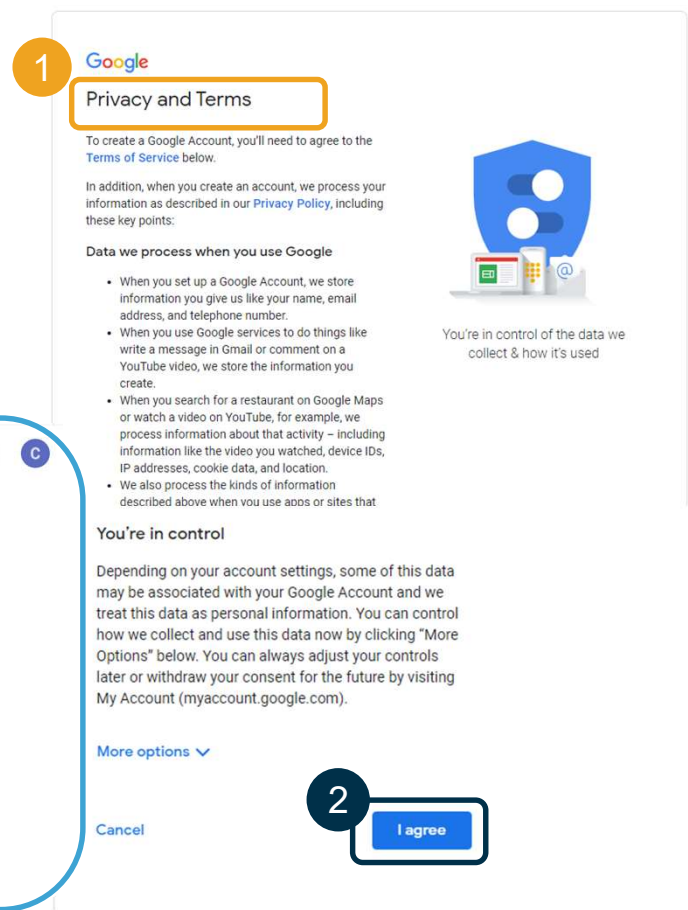 1
Google
Privacy and Terms
To create a Google Account, you'll need to agree to the
Terms of Service below.
In addition, when you create an account, we process your
information as described in our Privacy Policy, including
these key points:
Data we process when you use Google
• When you set up a Google Account, we store
information you give us like your name, email
address, and telephone number.
• When you use Google services to do things like
write a message in Gmail or comment on a
YouTube video, we store the information you
create.
• When you search for a restaurant on Google Maps
or watch a video on YouTube, for example, we
process information about that activity – including
information like the video you watched, device IDs,
IP addresses, cookie data, and location.
• We also process the kinds of information
described above when you use apps or sites that
@
You're in control of the data we
collect & how it's used
C
You're in control
Depending on your account settings, some of this data
may be associated with your Google Account and we
treat this data as personal information. You can control
how we collect and use this data now by clicking “More
Options” below. You can always adjust your controls
later or withdraw your consent for the future by visiting
My Account (myaccount.google.com).
More options
2
Cancel
I agree